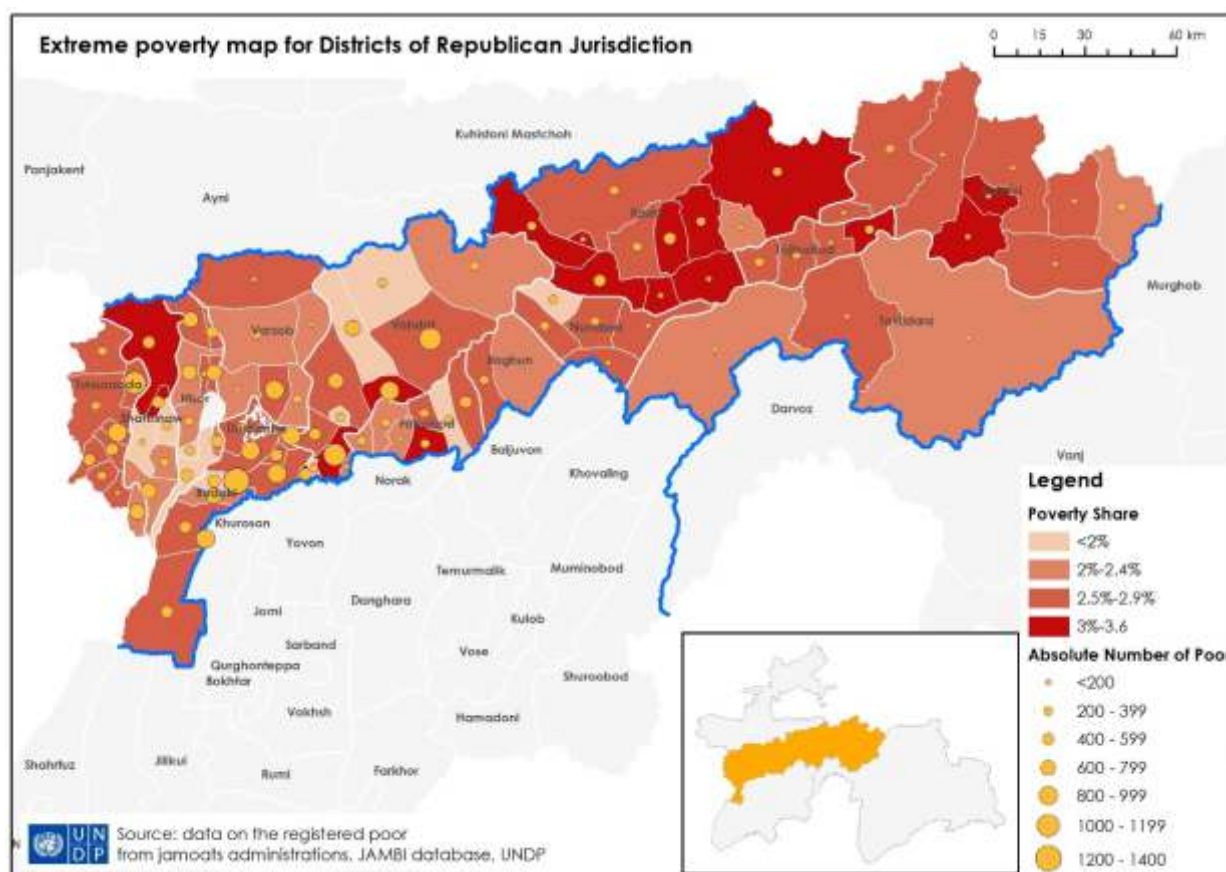 Extreme poverty map for Districts of Republican Jurisdiction
0 15 30 60 km
Kuhistoni Mastchoh
Panjakent
Ayni
Murghob
Varzob
Vahdat
Nurobod
Roghun
Tavildara
Tursunzoda
Shahrinaw
Hisor
Dushanbe
Rudaki
Darvoz
Vanj
Baljuvon
Khovaling
Norak
Khuroson
Yovon
Temurmalik
Muminobod
Danghara
Jomi
Kulob
Sarband
Vose
Qurghonteppa
Bokhtar
Shuroobod
Vakhsh
Hamadoni
Shahrtuz
Jilikul
Rumi
Farkhor
Legend
Poverty Share
<2%
2%-2.4%
2.5%-2.9%
3%-3.6
Absolute Number of Poor
<200
200 - 399
400 - 599
600 - 799
800 - 999
1000 - 1199
1200 - 1400
UN
DP
Source: data on the registered poor
from jamoats administrations, JAMBI database, UNDP